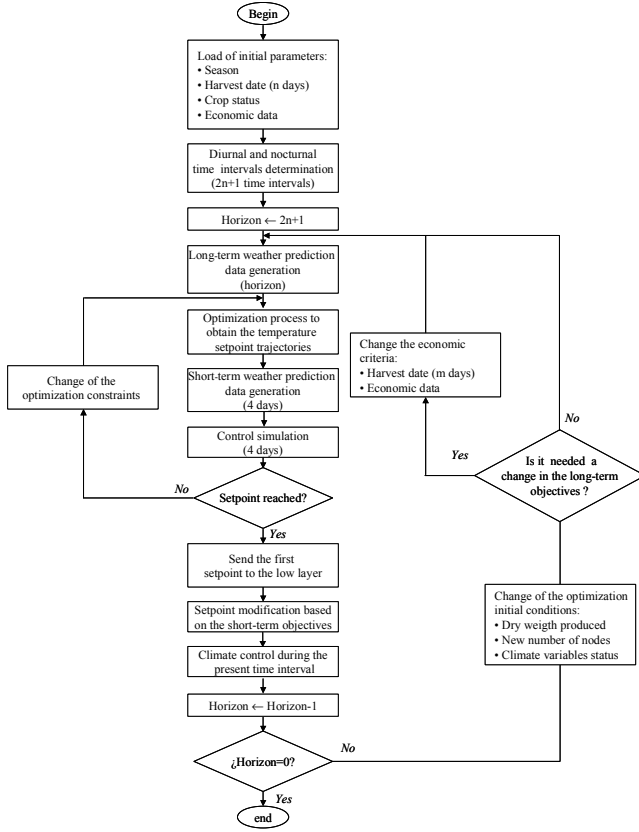 Begin
Load of initial parameters:
• Season
• Harvest date (n days)
• Crop status
• Economic data
Diurnal and nocturnal
time intervals determination
(2n+1 time intervals)
Horizon ← 2n+1
Long-term weather prediction
data generation
(horizon)
Optimization process to
obtain the temperature
setpoint trajectories
Short-term weather prediction
data generation
(4 days)
Control simulation
(4 days)
Setpoint reached?
No
Change of the
optimization constraints
Yes
Send the first
setpoint to the low layer
Setpoint modification based
on the short-term objectives
Climate control during the
present time interval
Horizon ← Horizon-1
¿Horizon=0?
No
Yes
end
Change of the optimization
initial conditions:
• Dry weigth produced
• New number of nodes
• Climate variables status
Is it needed a
change in the long-term
objectives ?
No
Yes
Change the economic
criteria:
• Harvest date (m days)
• Economic data